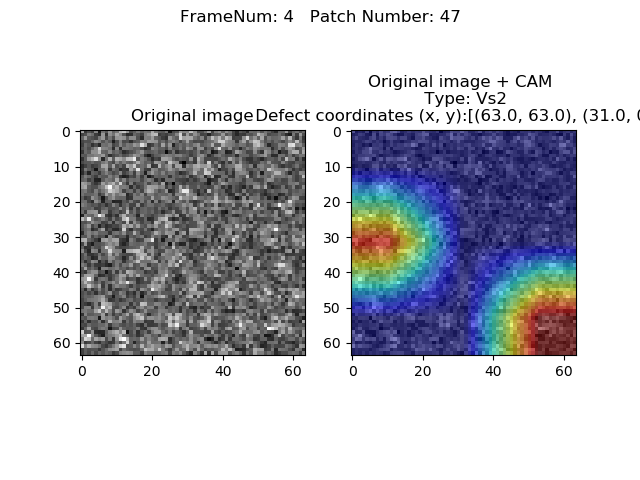 FrameNum: 4   Patch Number: 47
Original image + CAM
Type: Vs2
Original image
Defect coordinates (x, y):[(63.0, 63.0), (31.0, 0
0
10
20
30
40
50
60
0 20 40 60
0
10
20
30
40
50
60
0 20 40 60